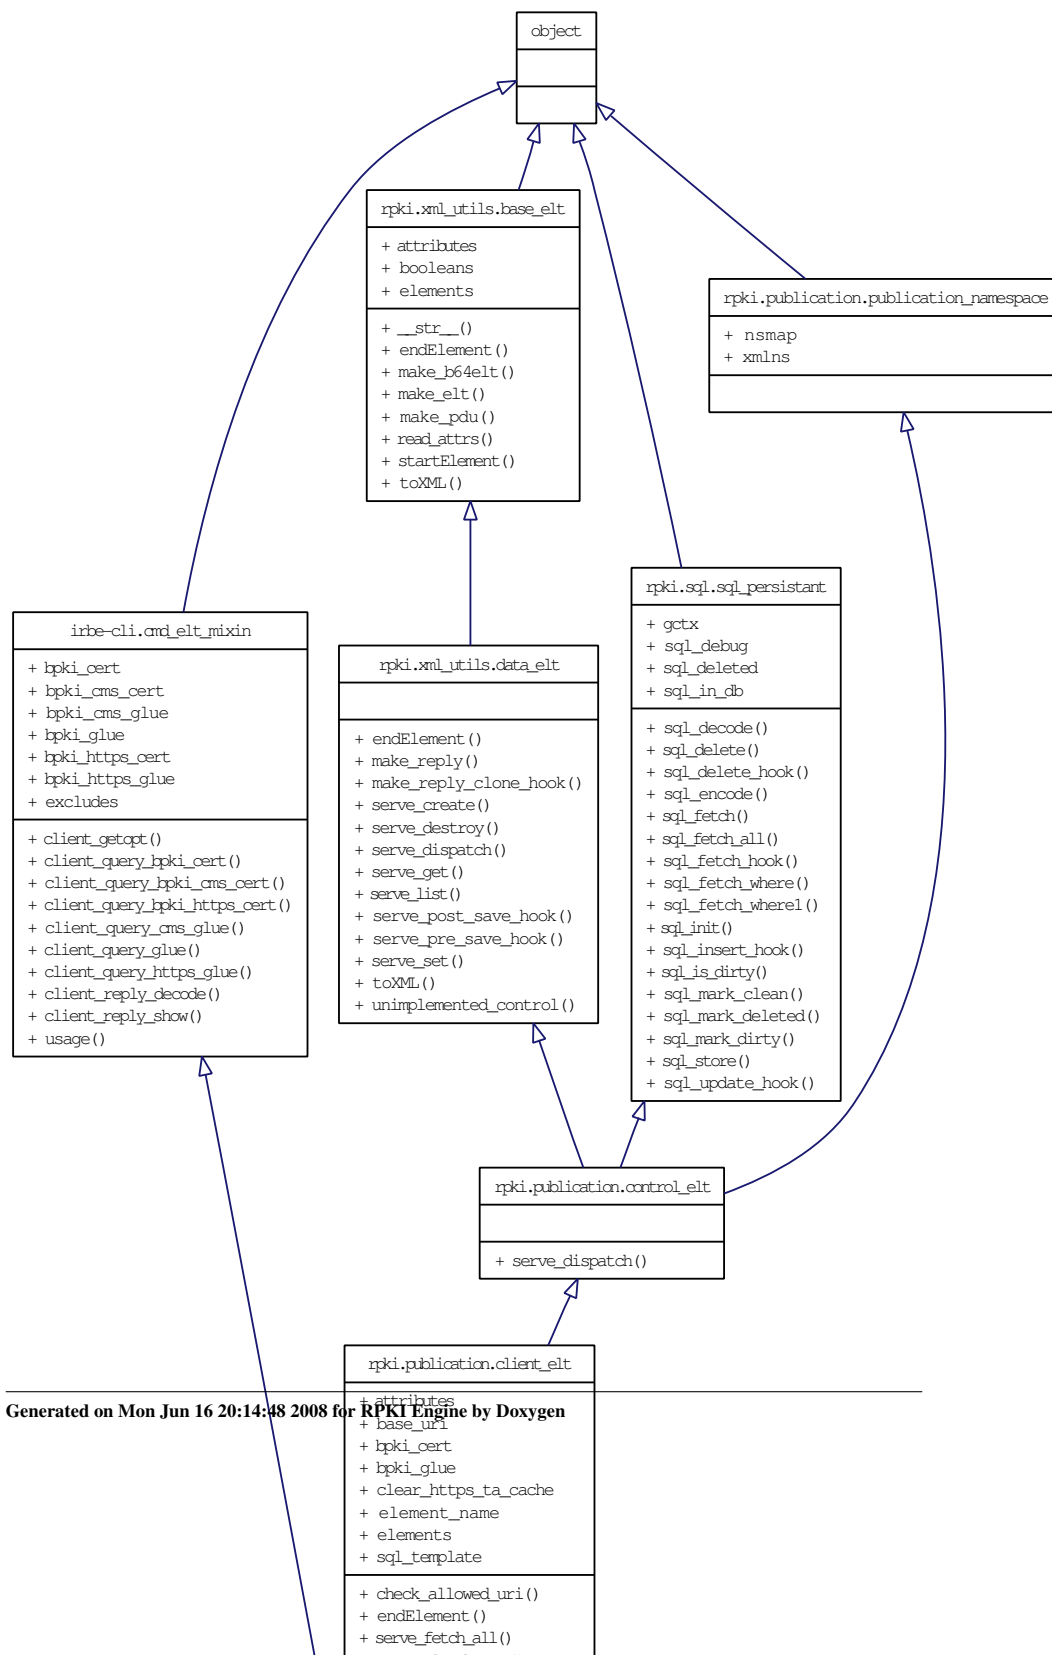 object
rpki.xml_utils.base_elt
+ attributes
+ booleans
+ elements
+ __str__()
+ endElement()
+ make_b64elt()
+ make_elt()
+ make_pdu()
+ read_attrs()
+ startElement()
+ toXML()
rpki.publication.publication_namespace
+ nsmap
+ xmlns
rpki.sql.sql_persistant
+ gctx
+ sql_debug
+ sql_deleted
+ sql_in_db
+ sql_decode()
+ sql_delete()
+ sql_delete_hook()
+ sql_encode()
+ sql_fetch()
+ sql_fetch_all()
+ sql_fetch_hook()
+ sql_fetch_where()
+ sql_fetch_where1()
+ sql_init()
+ sql_insert_hook()
+ sql_is_dirty()
+ sql_mark_clean()
+ sql_mark_deleted()
+ sql_mark_dirty()
+ sql_store()
+ sql_update_hook()
irbe-cli.cmd_elt_mixin
+ bpki_cert
+ bpki_cms_cert
+ bpki_cms_glue
+ bpki_glue
+ bpki_https_cert
+ bpki_https_glue
+ excludes
+ client_getopt()
+ client_query_bpki_cert()
+ client_query_bpki_cms_cert()
+ client_query_bpki_https_cert()
+ client_query_cms_glue()
+ client_query_glue()
+ client_query_https_glue()
+ client_reply_decode()
+ client_reply_show()
+ usage()
rpki.xml_utils.data_elt
+ endElement()
+ make_reply()
+ make_reply_clone_hook()
+ serve_create()
+ serve_destroy()
+ serve_dispatch()
+ serve_get()
+ serve_list()
+ serve_post_save_hook()
+ serve_pre_save_hook()
+ serve_set()
+ toXML()
+ unimplemented_control()
rpki.publication.control_elt
+ serve_dispatch()
rpki.publication.client_elt
+ attributes
+ base_uri
+ bpki_cert
+ bpki_glue
+ clear_https_ta_cache
+ element_name
+ elements
+ sql_template
+ check_allowed_uri()
+ endElement()
+ serve_fetch_all()
Generated on Mon Jun 16 20:14:48 2008 for RPKI Engine by Doxygen